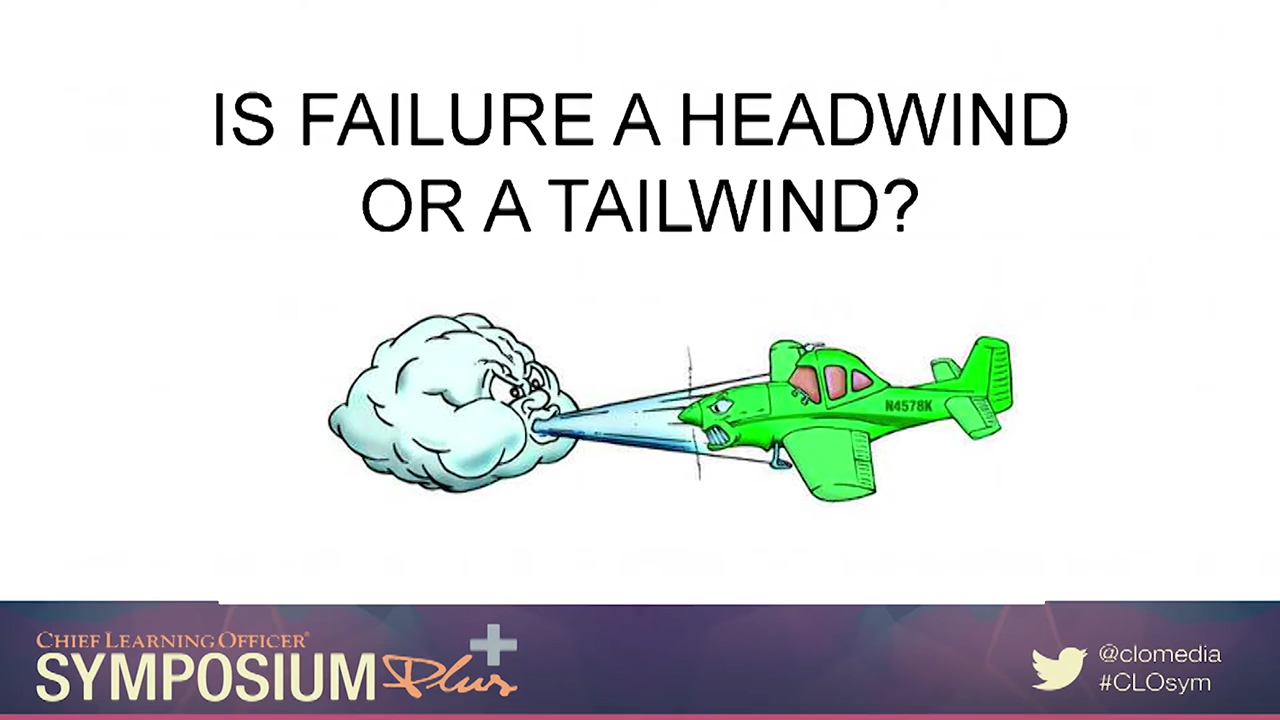 IS FAILURE A HEADWIND
OR A TAILWIND?
N4578K
CHIEF LEARNING OFFICER®
SYMPOSIUM Plus
@clomedia
#CLOsym